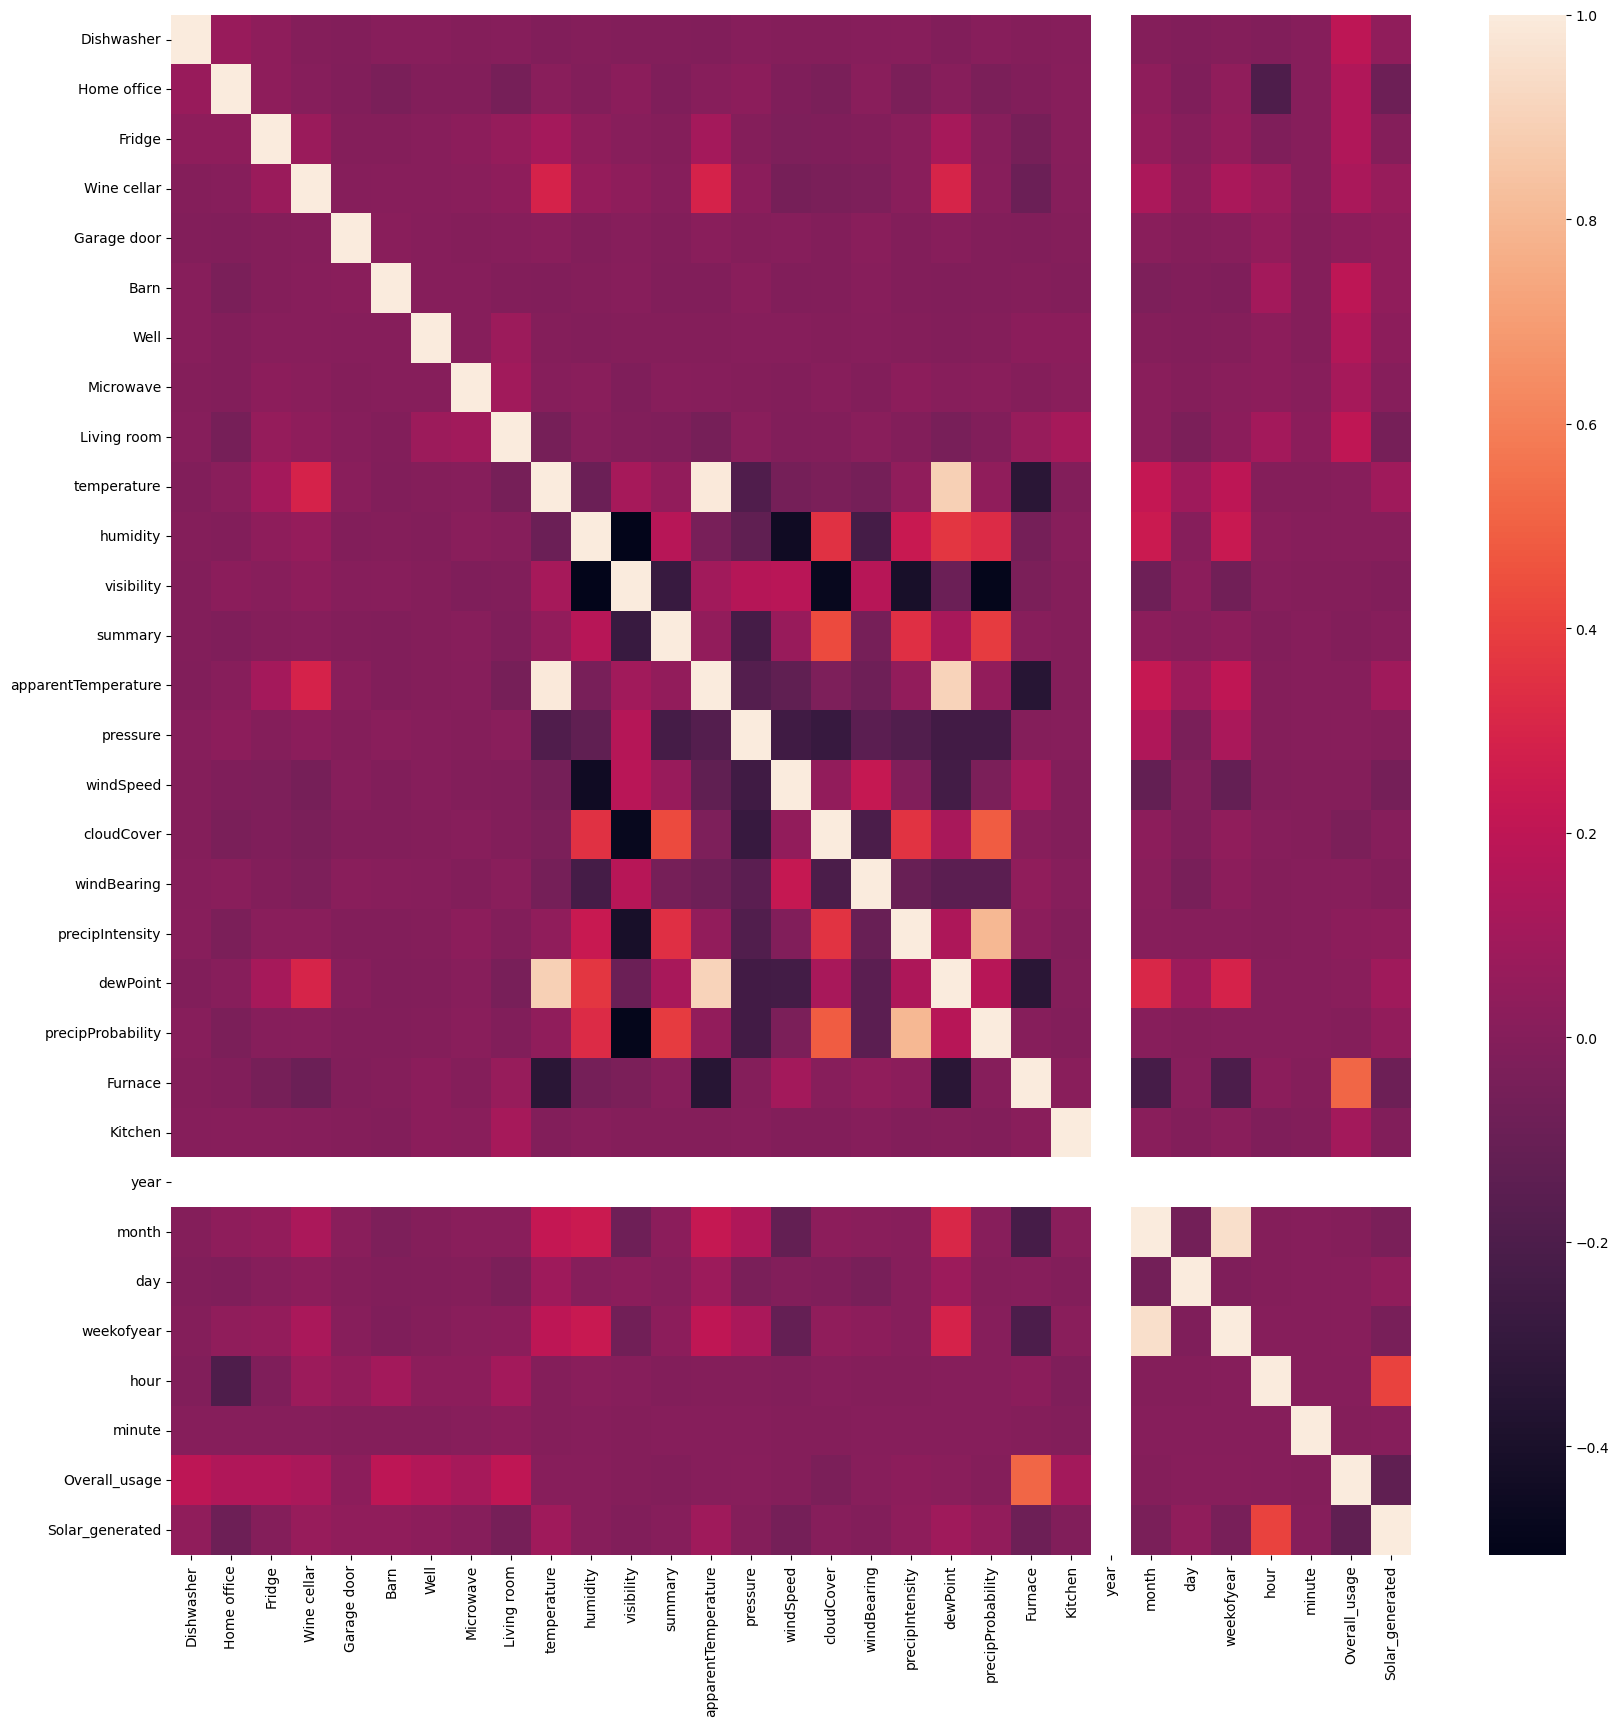 Dishwasher
Home office
Fridge
Wine cellar
Garage door
Barn
Well
Microwave
Living room
temperature
humidity
visibility
summary
apparentTemperature
pressure
windSpeed
cloudCover
windBearing
precipIntensity
dewPoint
precipProbability
Furnace
Kitchen
year
month
day
weekofyear
hour
minute
Overall_usage
Solar_generated
Dishwasher
Home office
Fridge
Wine cellar
Garage door
Barn
Well
Microwave
Living room
temperature
humidity
visibility
summary
apparentTemperature
pressure
windSpeed
cloudCover
windBearing
precipIntensity
dewPoint
precipProbability
Furnace
Kitchen
year
month
day
weekofyear
hour
minute
Overall_usage
Solar_generated
1.0
0.8
0.6
0.4
0.2
0.0
−0.2
−0.4